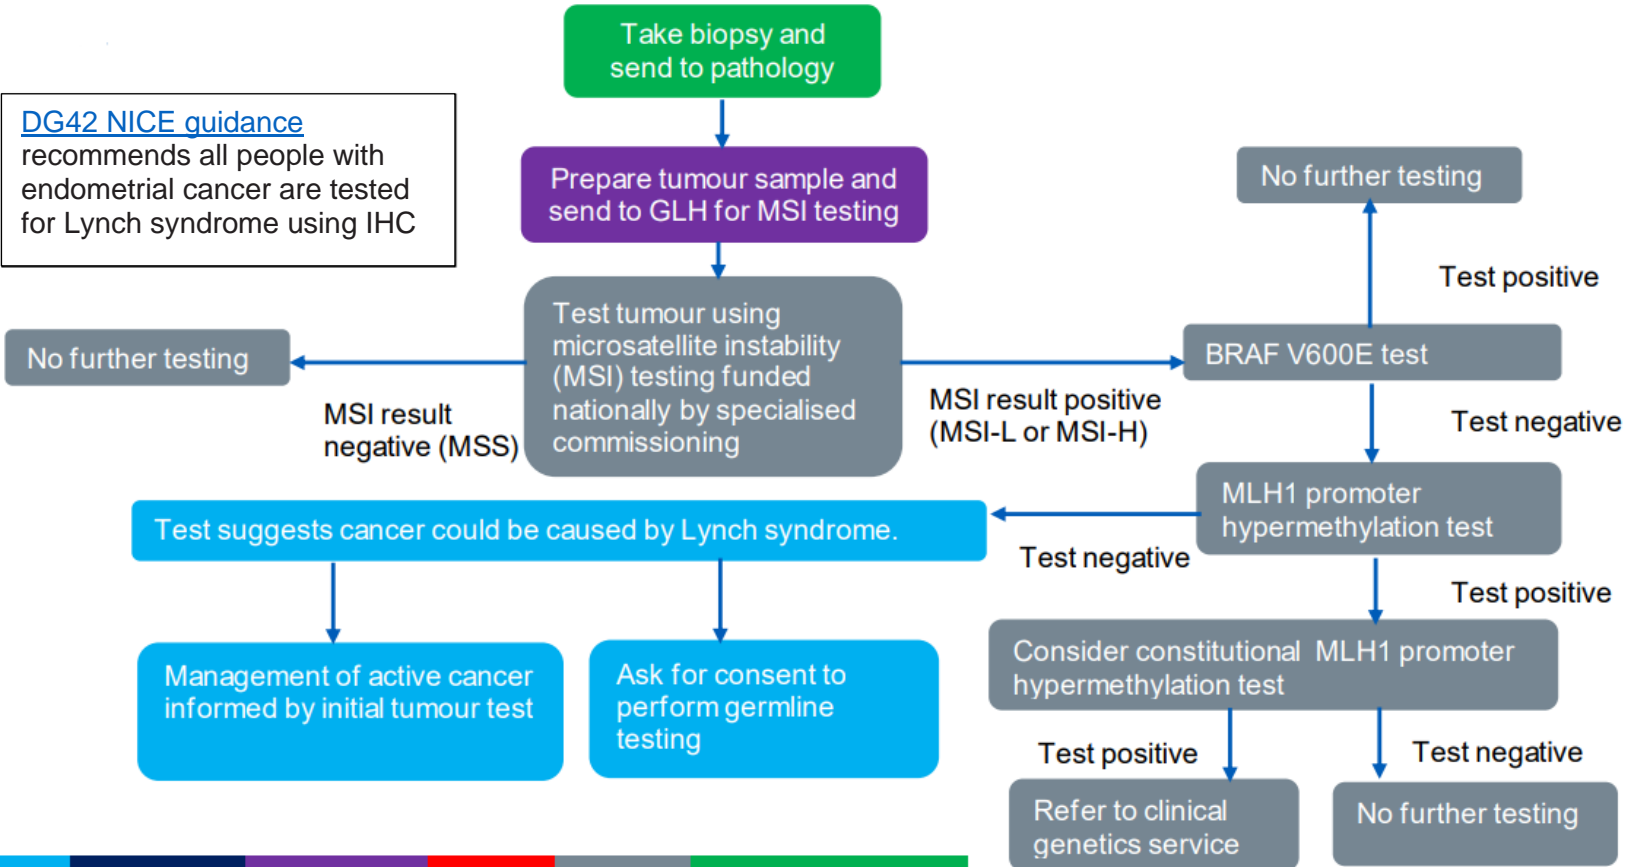 Take biopsy and
send to pathology
DG42 NICE guidance
recommends all people with
endometrial cancer are tested
for Lynch syndrome using IHC
Prepare tumour sample and
send to GLH for MSI testing
No further testing
Test positive
Test tumour using
microsatellite instability
(MSI) testing funded
nationally by specialised
commissioning
No further testing
MSI result
negative (MSS)
MSI result positive
(MSI-L or MSI-H)
BRAF V600E test
Test negative
MLH1 promoter
hypermethylation test
Test suggests cancer could be caused by Lynch syndrome.
Test negative
Test positive
Management of active cancer
informed by initial tumour test
Ask for consent to
perform germline
testing
Consider constitutional MLH1 promoter
hypermethylation test
Test positive
Test negative
Refer to clinical
genetics service
No further testing